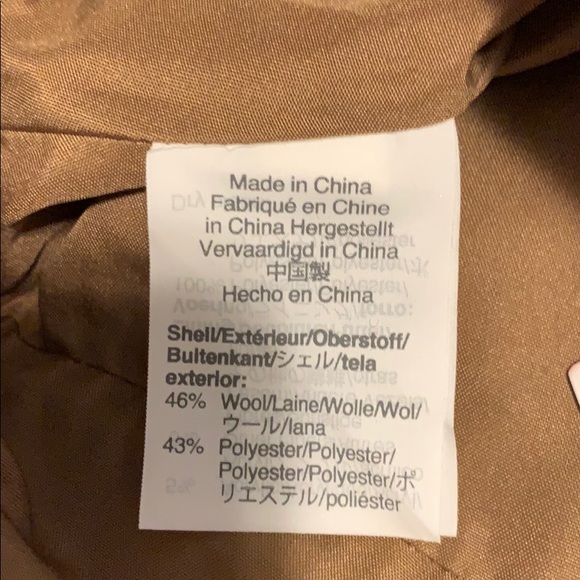 Made in China
Fabriqué en Chine
in China Hergestellt
Vervaardigd in China
中国製
Hecho en China
Shell/Extérieur/Oberstoff/
Buitenkant/シェル/tela
exterior:
46% Wool/Laine/Wolle/Wol/
ウール/lana
43% Polyester/Polyester/
Polyester/Polyester/ポ
リエステル/poliéster